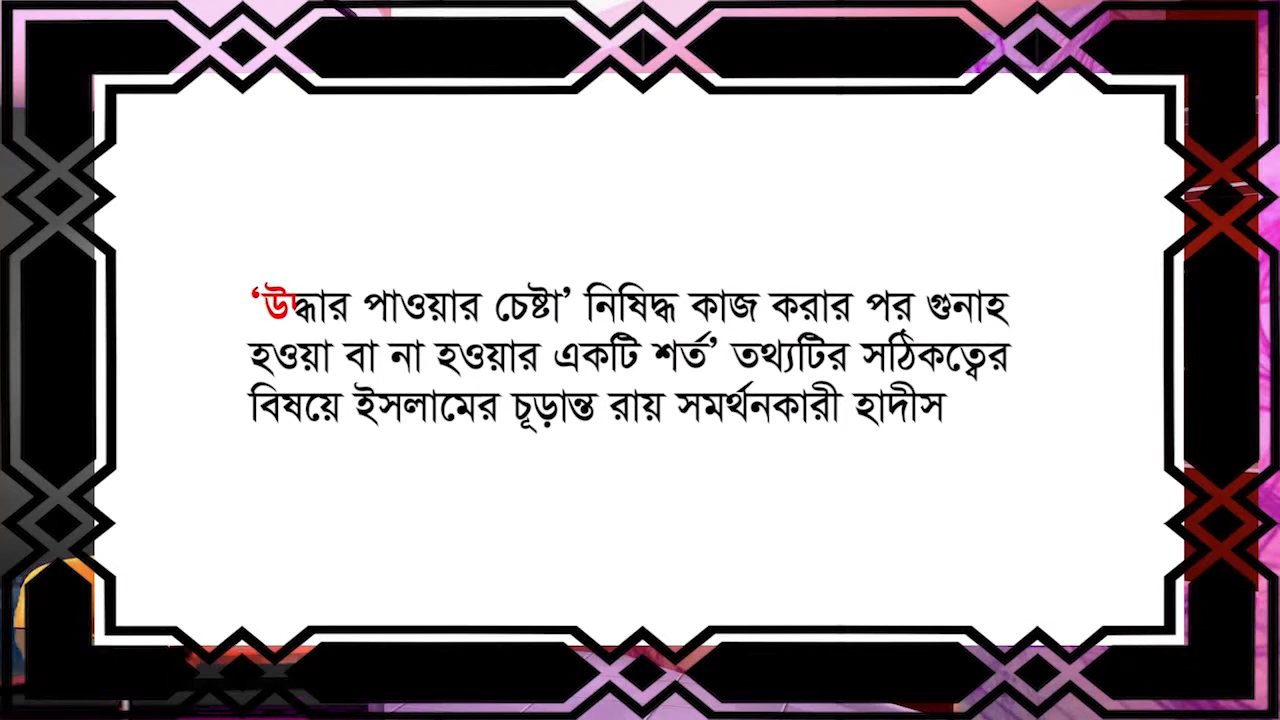 ‘উদ্ধার পাওয়ার চেষ্টা’ নিষিদ্ধ কাজ করার পর গুনাহ
হওয়া বা না হওয়ার একটি শর্ত’ তথ্যটির সঠিকত্বের
বিষয়ে ইসলামের চূড়ান্ত রায় সমর্থনকারী হাদীস